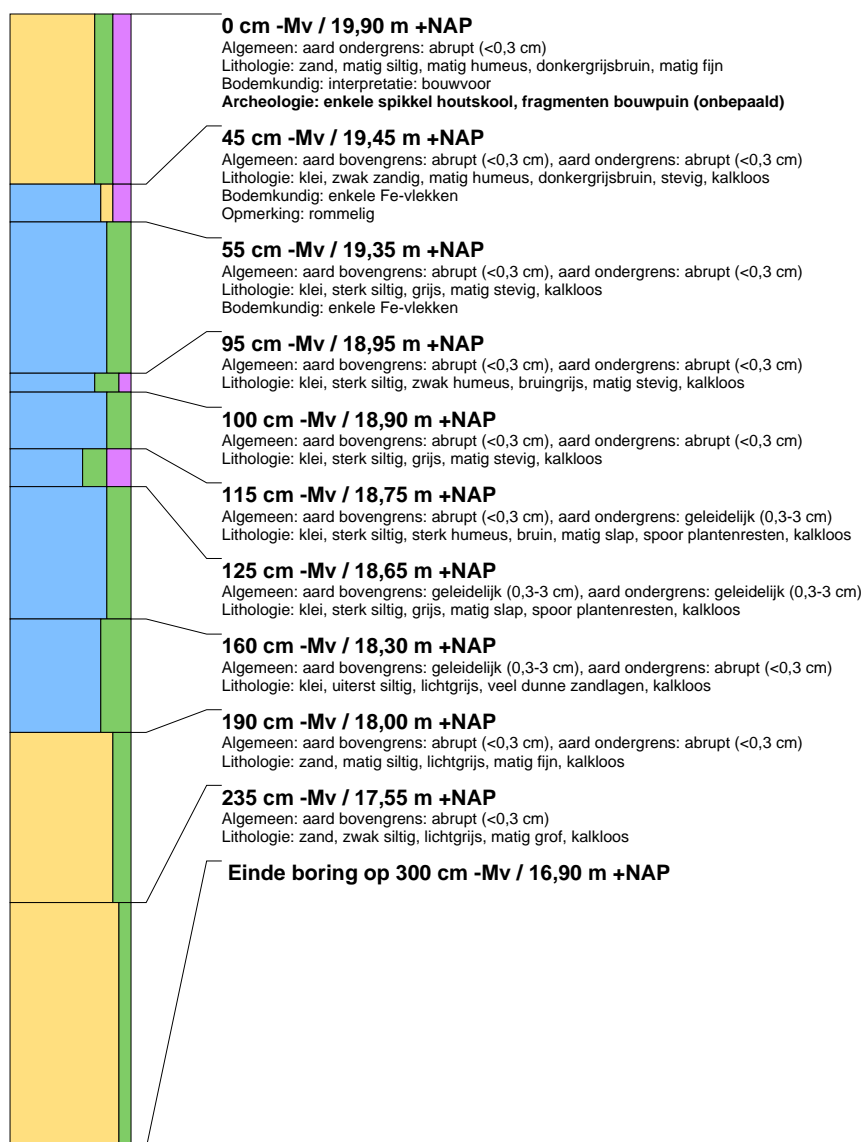 0 cm -Mv / 19,90 m +NAP
Algemeen: aard ondergrens: abrupt (<0,3 cm)
Lithologie: zand, matig siltig, matig humeus, donkergrijsbruin, matig fijn
Bodemkundig: interpretatie: bouwvoor
Archeologie: enkele spikkel houtskool, fragmenten bouwpuin (onbepaald)
45 cm -Mv / 19,45 m +NAP
Algemeen: aard bovengrens: abrupt (<0,3 cm), aard ondergrens: abrupt (<0,3 cm)
Lithologie: klei, zwak zandig, matig humeus, donkergrijsbruin, stevig, kalkloos
Bodemkundig: enkele Fe-vlekken
Opmerking: rommelig
55 cm -Mv / 19,35 m +NAP
Algemeen: aard bovengrens: abrupt (<0,3 cm), aard ondergrens: abrupt (<0,3 cm)
Lithologie: klei, sterk siltig, grijs, matig stevig, kalkloos
Bodemkundig: enkele Fe-vlekken
95 cm -Mv / 18,95 m +NAP
Algemeen: aard bovengrens: abrupt (<0,3 cm), aard ondergrens: abrupt (<0,3 cm)
Lithologie: klei, sterk siltig, zwak humeus, bruingrijs, matig stevig, kalkloos
100 cm -Mv / 18,90 m +NAP
Algemeen: aard bovengrens: abrupt (<0,3 cm), aard ondergrens: abrupt (<0,3 cm)
Lithologie: klei, sterk siltig, grijs, matig stevig, kalkloos
115 cm -Mv / 18,75 m +NAP
Algemeen: aard bovengrens: abrupt (<0,3 cm), aard ondergrens: geleidelijk (0,3-3 cm)
Lithologie: klei, sterk siltig, sterk humeus, bruin, matig slap, spoor plantenresten, kalkloos
125 cm -Mv / 18,65 m +NAP
Algemeen: aard bovengrens: geleidelijk (0,3-3 cm), aard ondergrens: geleidelijk (0,3-3 cm)
Lithologie: klei, sterk siltig, grijs, matig slap, spoor plantenresten, kalkloos
160 cm -Mv / 18,30 m +NAP
Algemeen: aard bovengrens: geleidelijk (0,3-3 cm), aard ondergrens: abrupt (<0,3 cm)
Lithologie: klei, uiterst siltig, lichtgrijs, veel dunne zandlagen, kalkloos
190 cm -Mv / 18,00 m +NAP
Algemeen: aard bovengrens: abrupt (<0,3 cm), aard ondergrens: abrupt (<0,3 cm)
Lithologie: zand, matig siltig, lichtgrijs, matig fijn, kalkloos
235 cm -Mv / 17,55 m +NAP
Algemeen: aard bovengrens: abrupt (<0,3 cm)
Lithologie: zand, zwak siltig, lichtgrijs, matig grof, kalkloos
Einde boring op 300 cm -Mv / 16,90 m +NAP